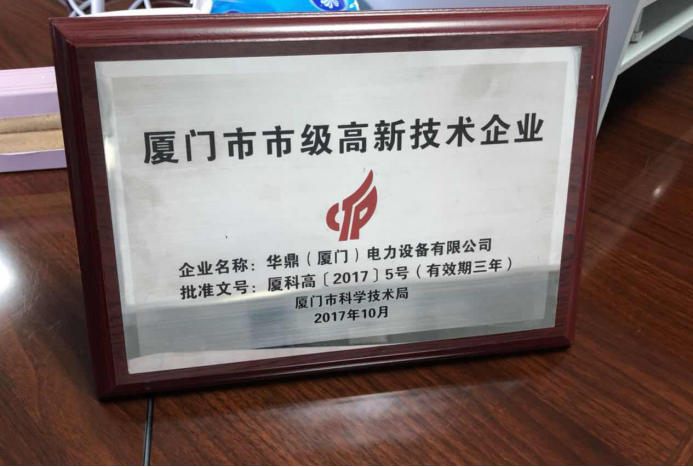 厦门市市级高新技术企业
企业名称：华鼎（厦门）电力设备有限公司
批准文号：厦科高〔2017〕5号（有效期三年）
厦门市科学技术局
2017年10月